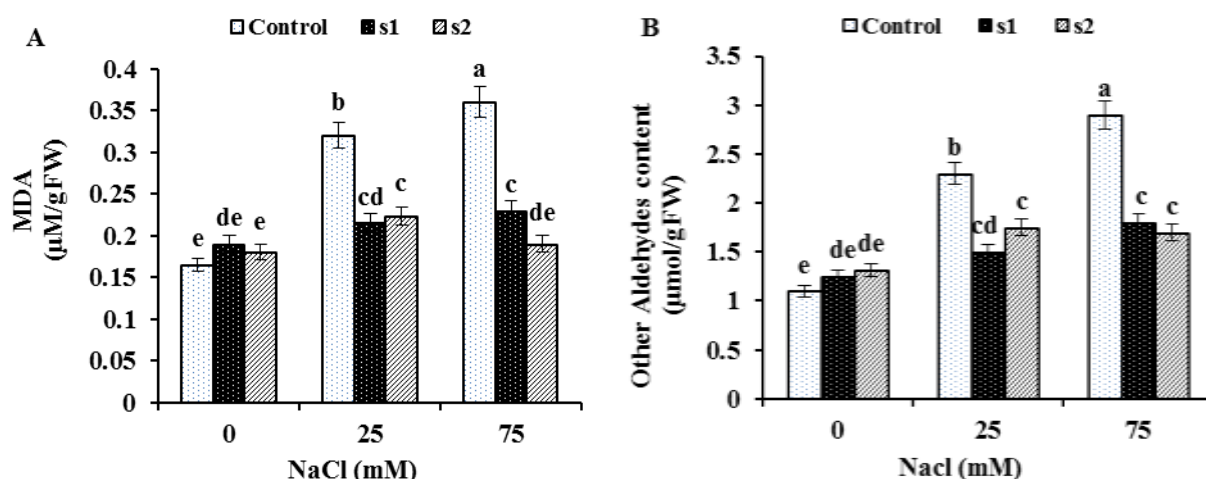 A
Control s1 s2
MDA
(µM/gFW)
0.4
0.35
0.3
0.25
0.2
0.15
0.1
0.05
0
e de e
b cd c
a c de
0 25 75
NaCl (mM)
B
Control s1 s2
Other Aldehydes content
(µmol/gFW)
3.5
3
2.5
2
1.5
1
0.5
0
e de de
b cd c
a c c
0 25 75
Nacl (mM)